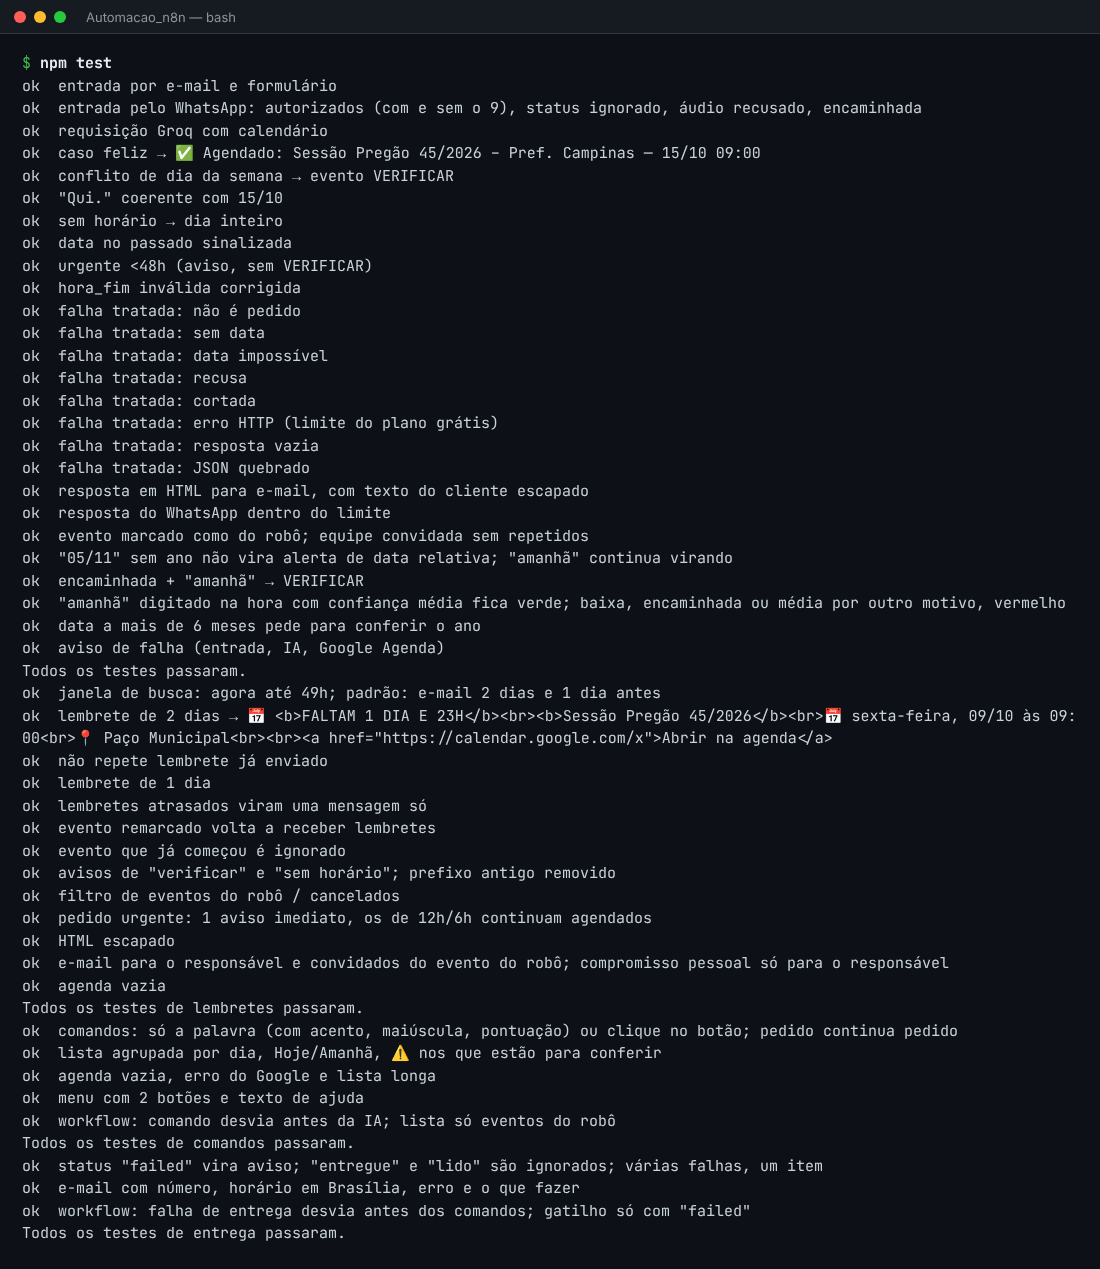 Automacao_n8n — bash
$ npm test
ok  entrada por e-mail e formulário
ok  entrada pelo WhatsApp: autorizados (com e sem o 9), status ignorado, áudio recusado, encaminhada
ok  requisição Groq com calendário
ok  caso feliz → ✅ Agendado: Sessão Pregão 45/2026 – Pref. Campinas — 15/10 09:00
ok  conflito de dia da semana → evento VERIFICAR
ok  "Qui." coerente com 15/10
ok  sem horário → dia inteiro
ok  data no passado sinalizada
ok  urgente <48h (aviso, sem VERIFICAR)
ok  hora_fim inválida corrigida
ok  falha tratada: não é pedido
ok  falha tratada: sem data
ok  falha tratada: data impossível
ok  falha tratada: recusa
ok  falha tratada: cortada
ok  falha tratada: erro HTTP (limite do plano grátis)
ok  falha tratada: resposta vazia
ok  falha tratada: JSON quebrado
ok  resposta em HTML para e-mail, com texto do cliente escapado
ok  resposta do WhatsApp dentro do limite
ok  evento marcado como do robô; equipe convidada sem repetidos
ok  "05/11" sem ano não vira alerta de data relativa; "amanhã" continua virando
ok  encaminhada + "amanhã" → VERIFICAR
ok  "amanhã" digitado na hora com confiança média fica verde; baixa, encaminhada ou média por outro motivo, vermelho
ok  data a mais de 6 meses pede para conferir o ano
ok  aviso de falha (entrada, IA, Google Agenda)
Todos os testes passaram.
ok  janela de busca: agora até 49h; padrão: e-mail 2 dias e 1 dia antes
ok  lembrete de 2 dias → 📅 <b>FALTAM 1 DIA E 23H</b><br><b>Sessão Pregão 45/2026</b><br>📅 sexta-feira, 09/10 às 09:
00<br>📍 Paço Municipal<br><br><a href="https://calendar.google.com/x">Abrir na agenda</a>
ok  não repete lembrete já enviado
ok  lembrete de 1 dia
ok  lembretes atrasados viram uma mensagem só
ok  evento remarcado volta a receber lembretes
ok  evento que já começou é ignorado
ok  avisos de "verificar" e "sem horário"; prefixo antigo removido
ok  filtro de eventos do robô / cancelados
ok  pedido urgente: 1 aviso imediato, os de 12h/6h continuam agendados
ok  HTML escapado
ok  e-mail para o responsável e convidados do evento do robô; compromisso pessoal só para o responsável
ok  agenda vazia
Todos os testes de lembretes passaram.
ok  comandos: só a palavra (com acento, maiúscula, pontuação) ou clique no botão; pedido continua pedido
ok  lista agrupada por dia, Hoje/Amanhã, ⚠️ nos que estão para conferir
ok  agenda vazia, erro do Google e lista longa
ok  menu com 2 botões e texto de ajuda
ok  workflow: comando desvia antes da IA; lista só eventos do robô
Todos os testes de comandos passaram.
ok  status "failed" vira aviso; "entregue" e "lido" são ignorados; várias falhas, um item
ok  e-mail com número, horário em Brasília, erro e o que fazer
ok  workflow: falha de entrega desvia antes dos comandos; gatilho só com "failed"
Todos os testes de entrega passaram.